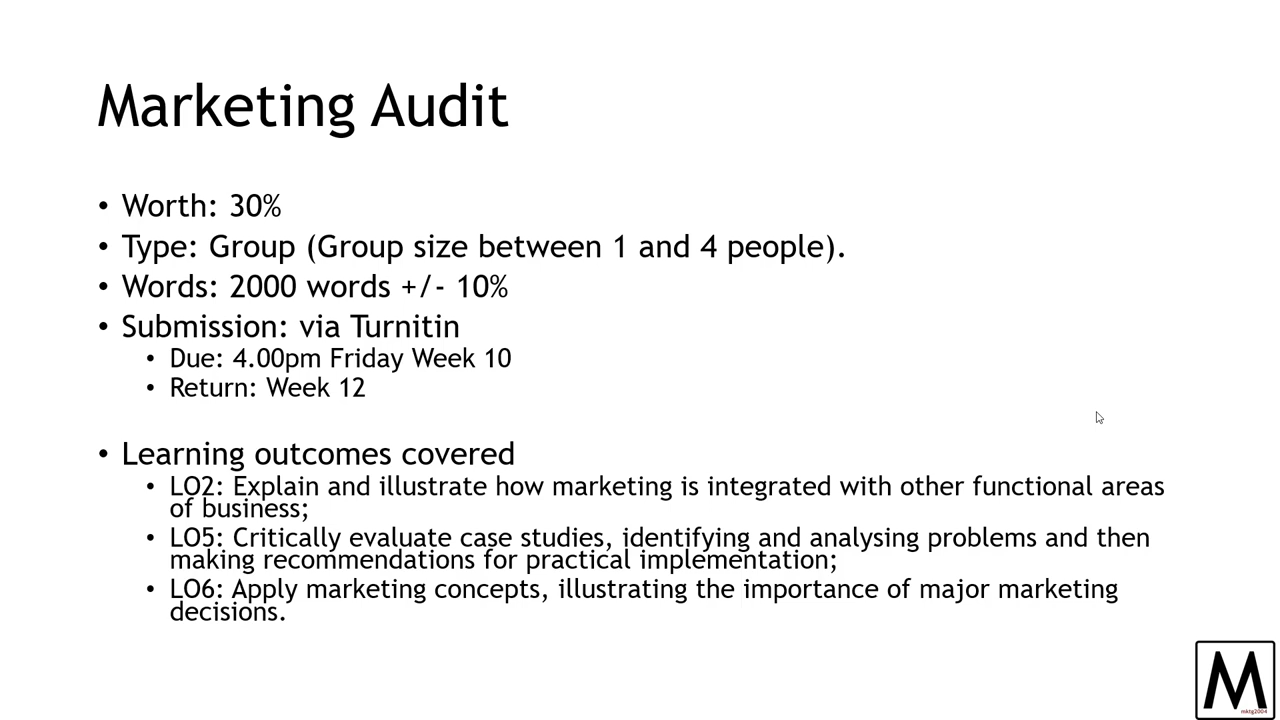 Marketing Audit
• Worth: 30%
• Type: Group (Group size between 1 and 4 people).
• Words: 2000 words +/- 10%
• Submission: via Turnitin
• Due: 4.00pm Friday Week 10
• Return: Week 12
• Learning outcomes covered
• LO2: Explain and illustrate how marketing is integrated with other functional areas
of business;
• LO5: Critically evaluate case studies, identifying and analysing problems and then
making recommendations for practical implementation;
• LO6: Apply marketing concepts, illustrating the importance of major marketing
decisions.
M
mktg2004